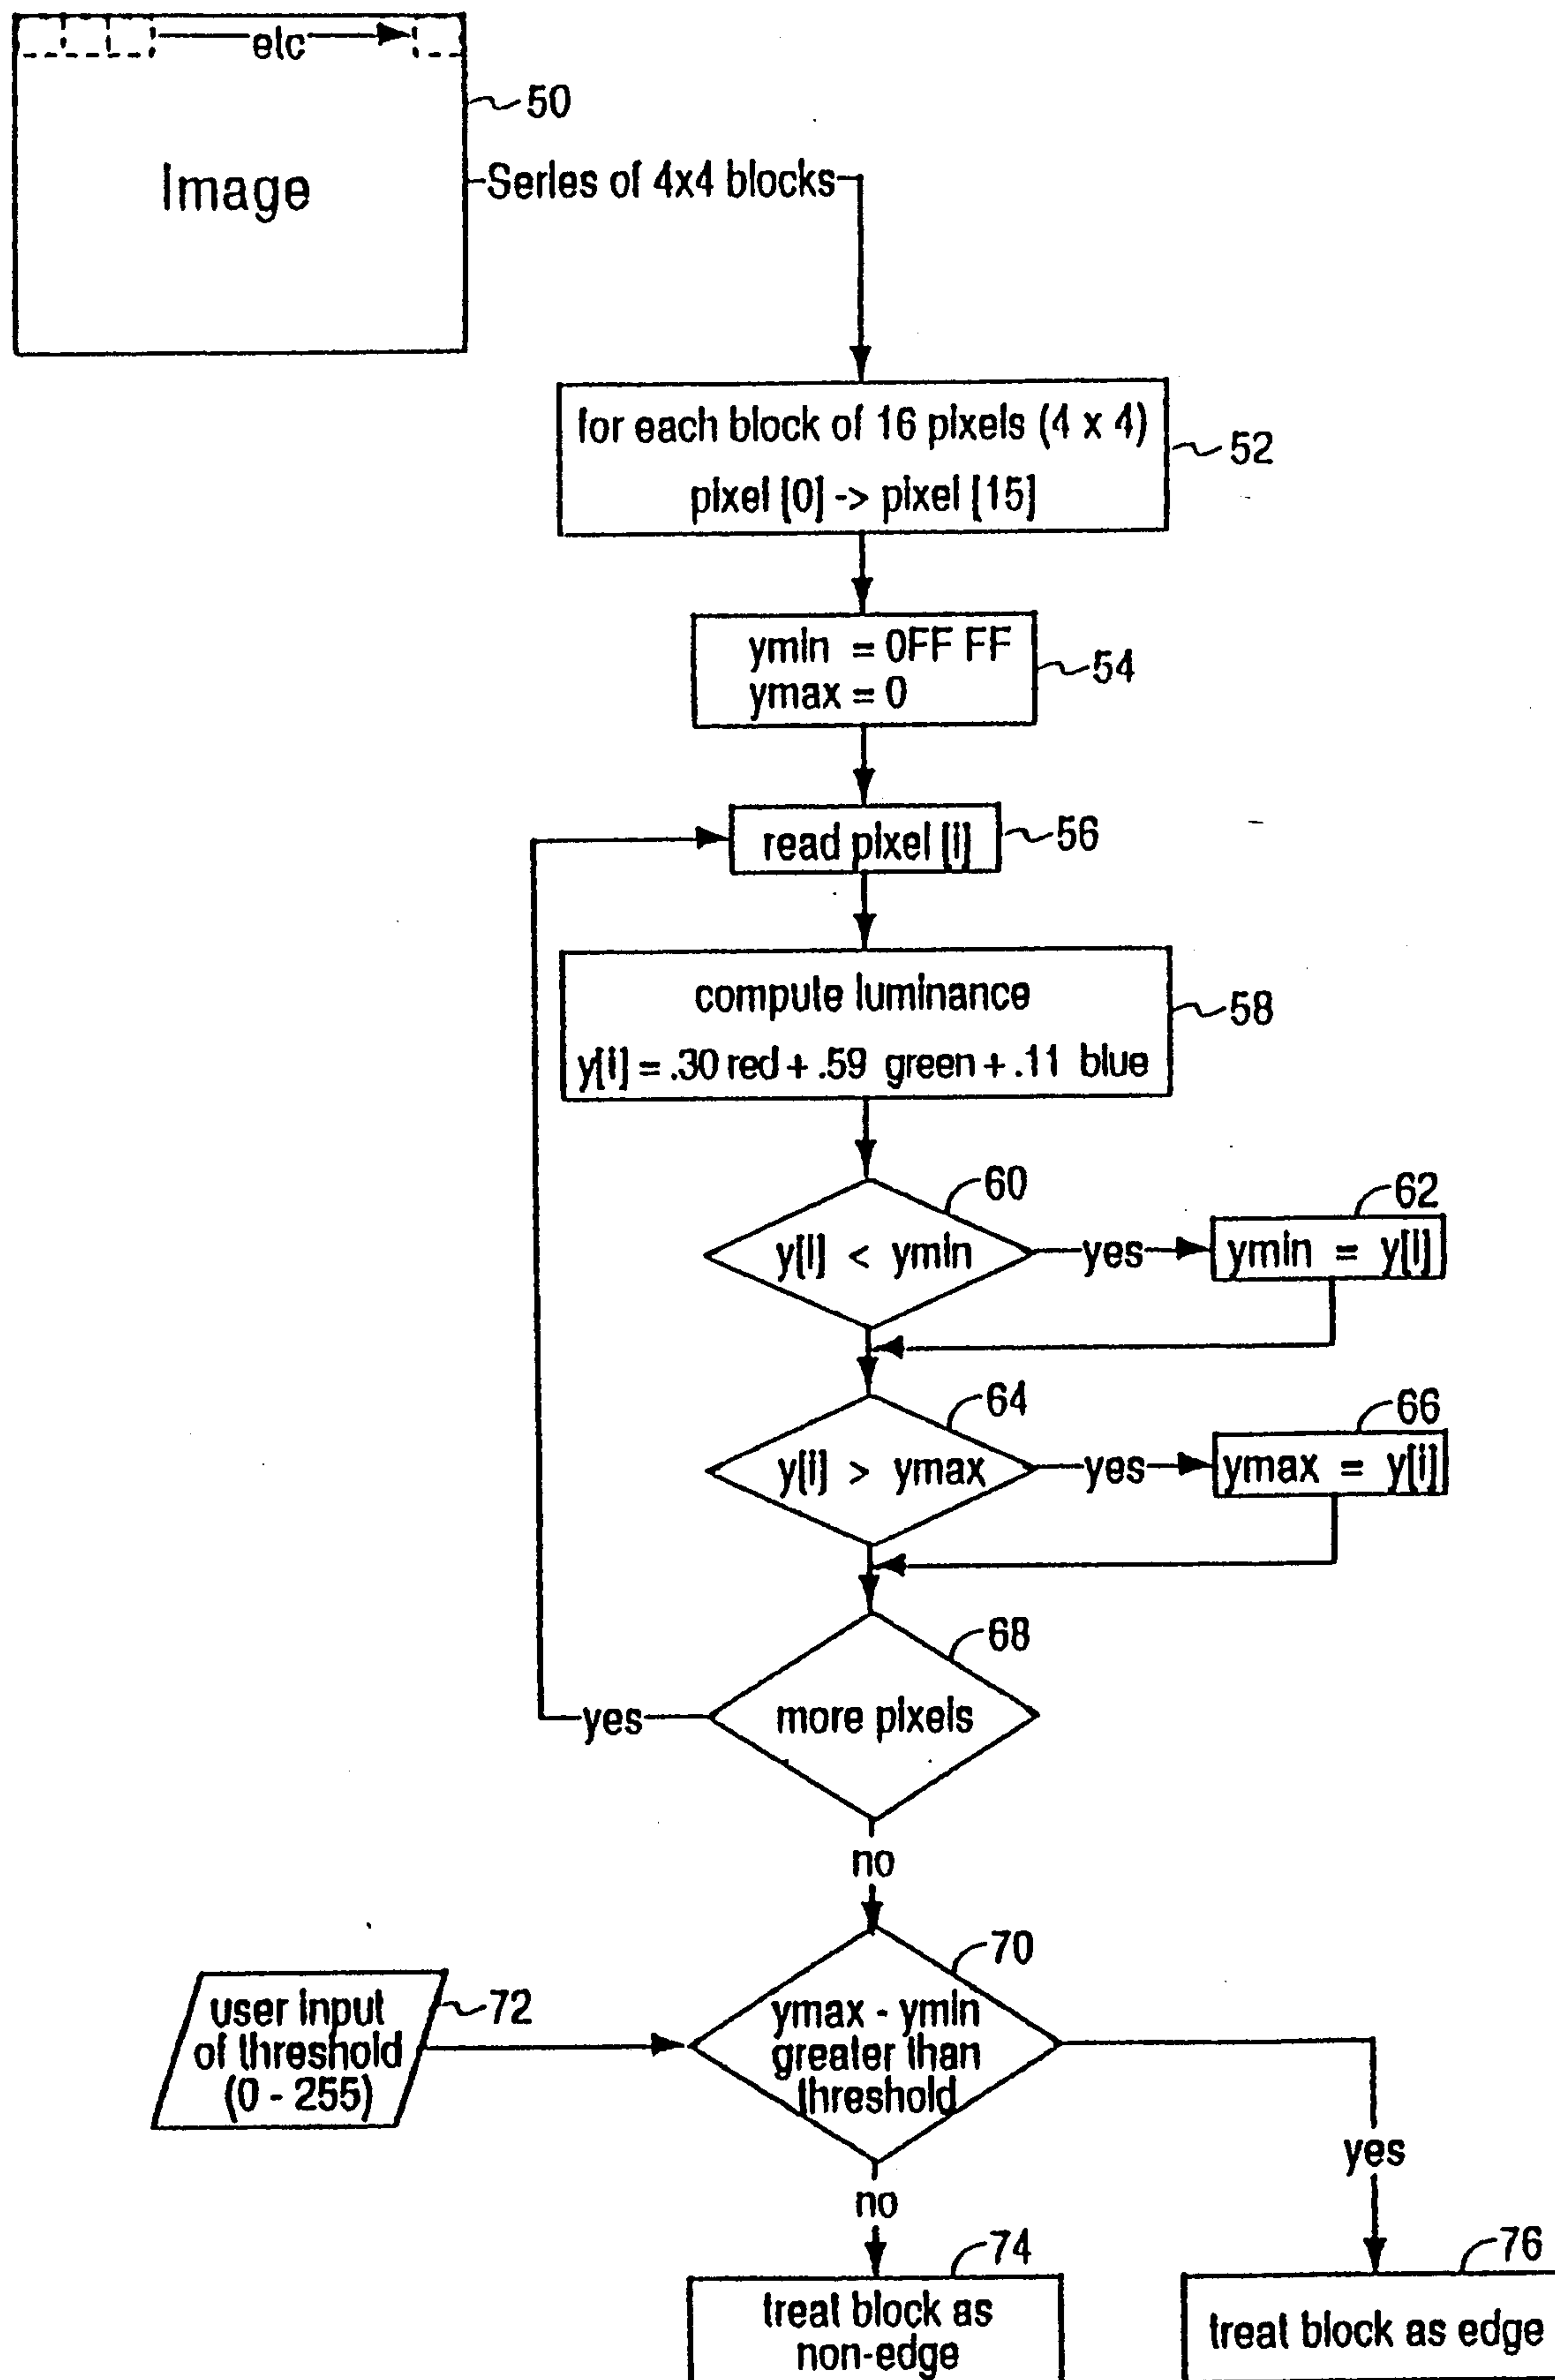 etc
50
Image
Series of 4x4 blocks
for each block of 16 pixels (4 x 4)
pixel [0] -> pixel [15]
52
ymin = 0FF FF
ymax = 0
54
read pixel [i]
56
compute luminance
y[i] = .30 red + .59 green + .11 blue
58
60
y[i] < ymin
yes
62
ymin = y[i]
64
y[i] > ymax
yes
66
ymax = y[i]
68
more pixels
yes
no
70
ymax - ymin
greater than
threshold
user input
of threshold
(0 - 255)
72
yes
no
74
treat block as
non-edge
76
treat block as edge